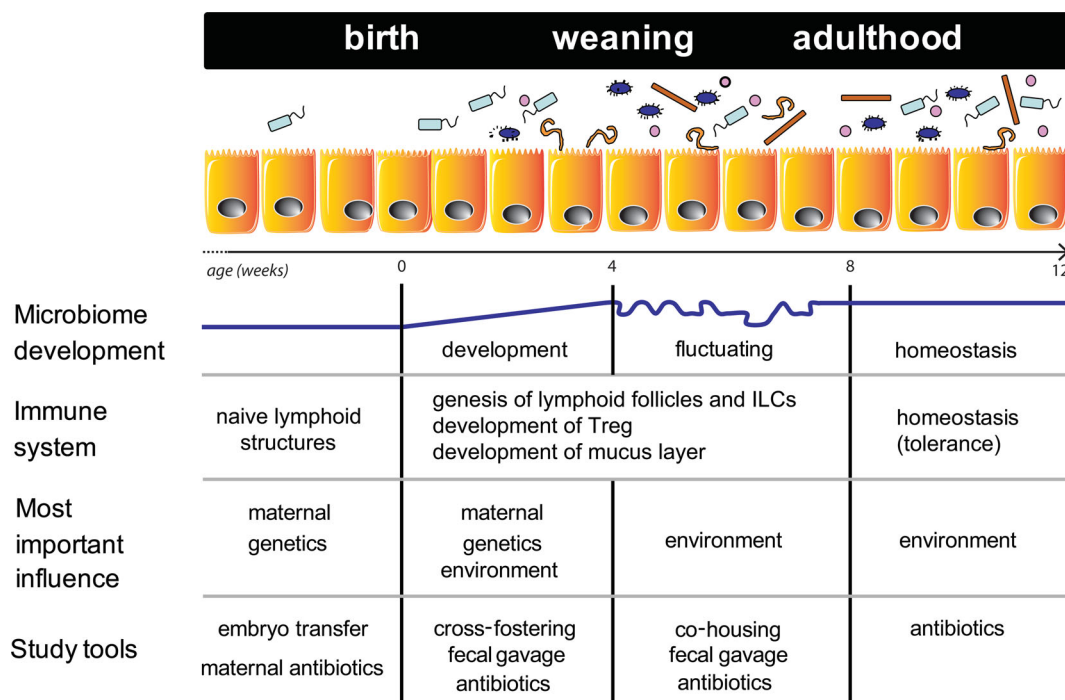 birth weaning adulthood
age (weeks) 0 4 8 12
Microbiome
development
development fluctuating homeostasis
Immune
system
naive lymphoid
structures
genesis of lymphoid follicles and ILCs
development of Treg
development of mucus layer
homeostasis
(tolerance)
Most
important
influence
maternal
genetics
maternal
genetics
environment
environment
environment
Study tools
embryo transfer
maternal antibiotics
cross-fostering
fecal gavage
antibiotics
co-housing
fecal gavage
antibiotics
antibiotics